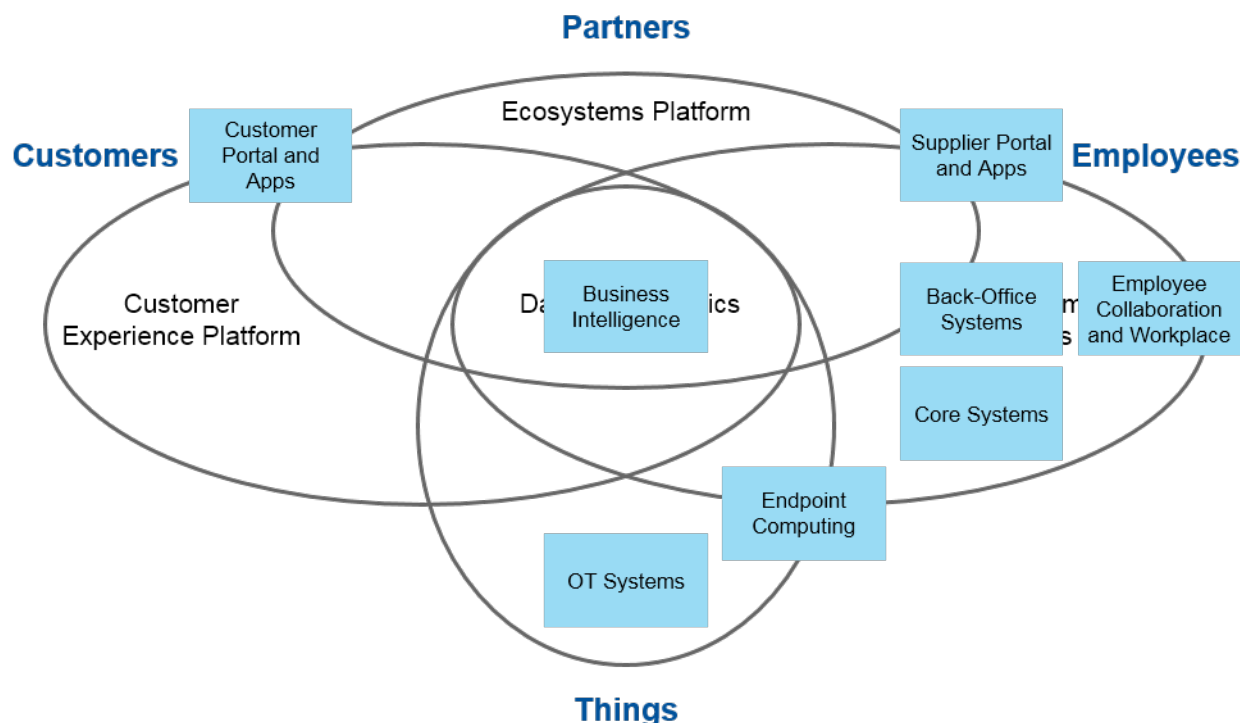 Partners
Ecosystems Platform
Customer
Portal and
Apps
Supplier Portal
and Apps
Customers
Employees
Customer
Experience Platform
Business
Intelligence
Back-Office
Systems
Employee
Collaboration
and Workplace
Core Systems
Endpoint
Computing
OT Systems
Things